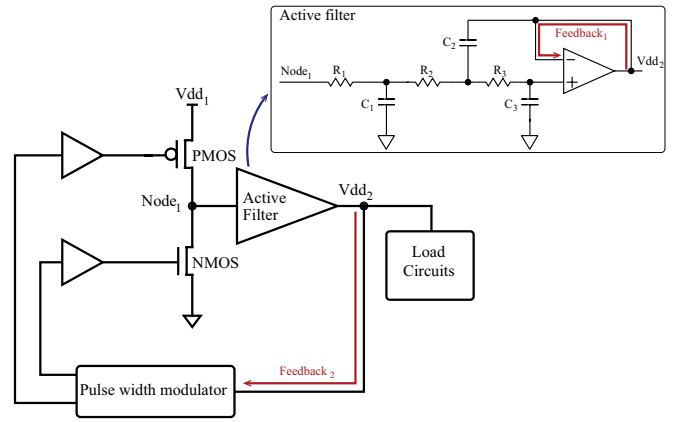 Active filter
Feedback₁
C₂
Node₁
R₁
R₂
R₃
Vdd₂
C₁
C₃
−
+
Vdd₁
PMOS
Node₁
Active
Filter
Vdd₂
NMOS
Load
Circuits
Feedback ₂
Pulse width modulator